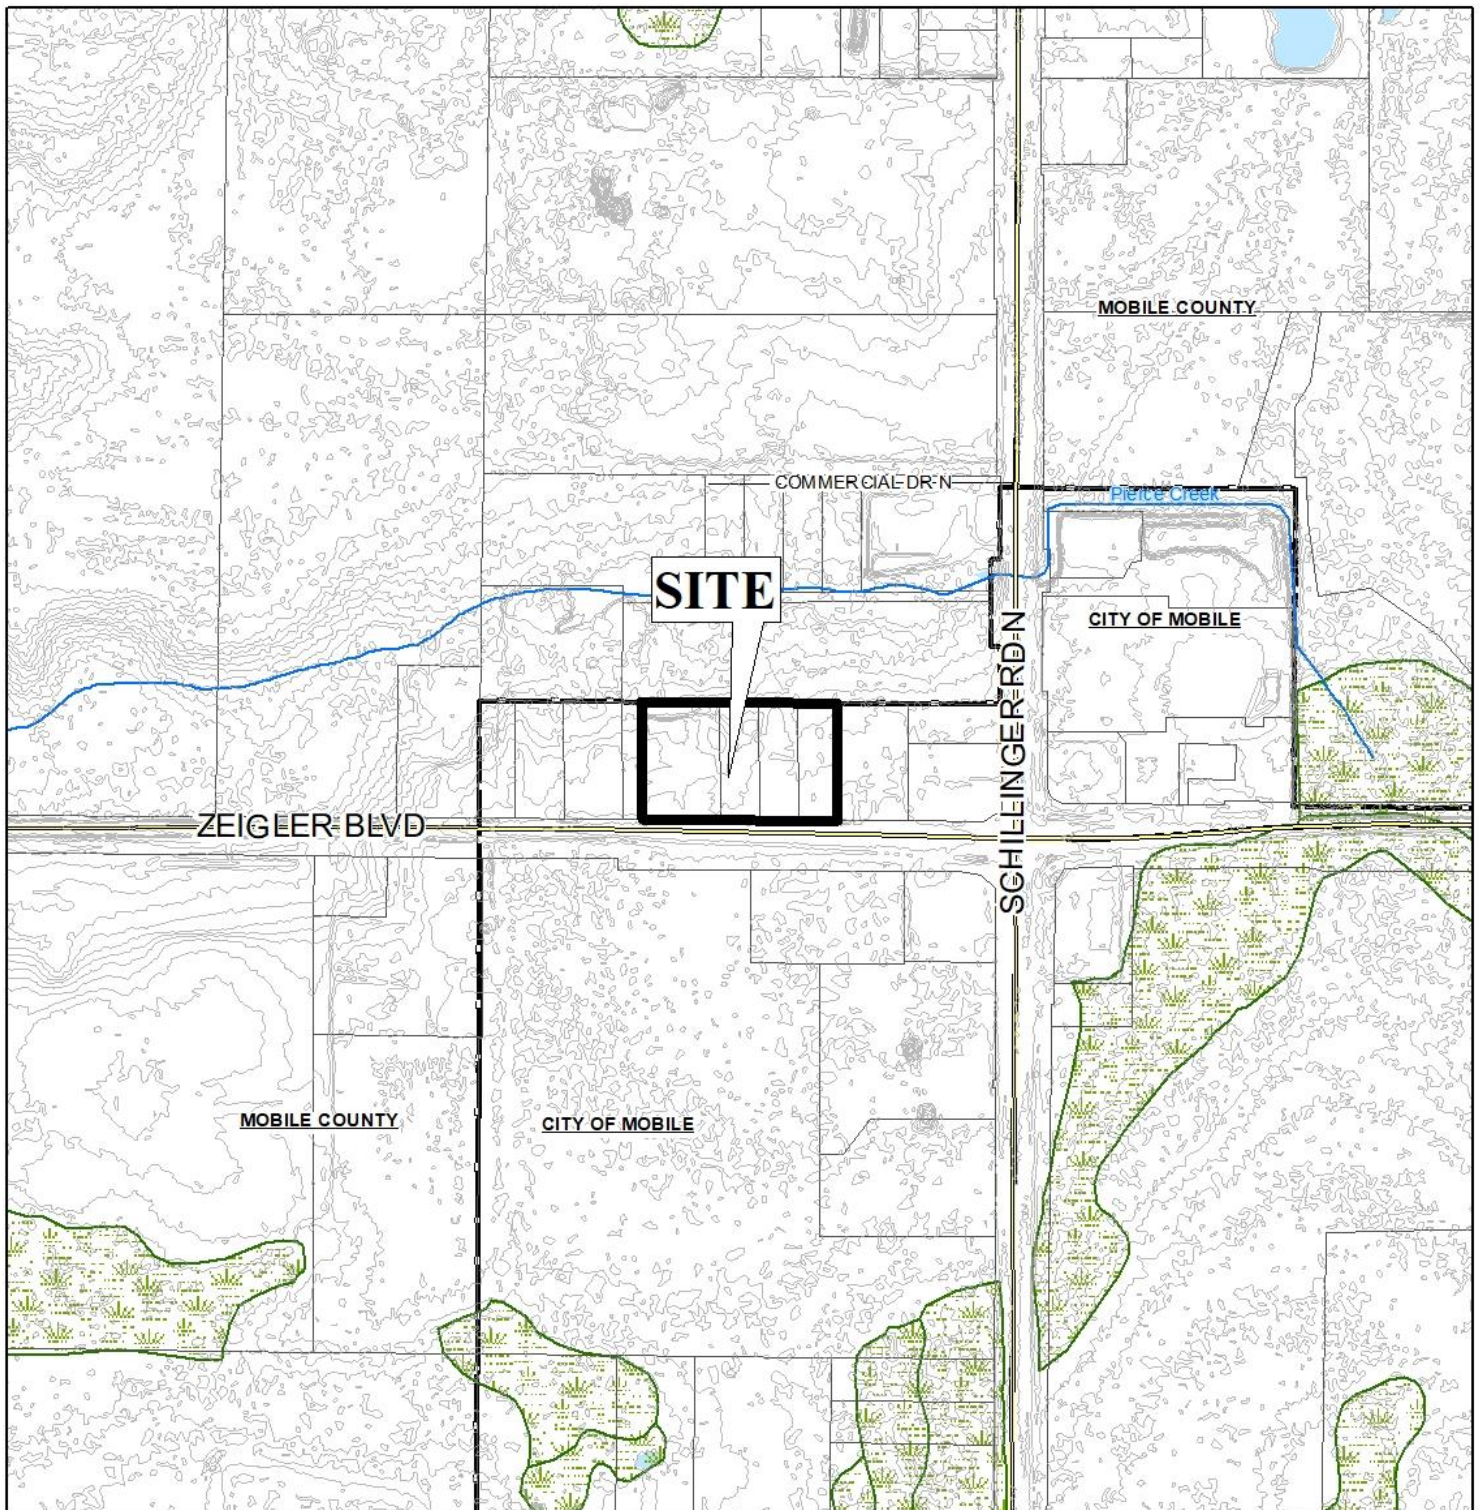 MOBILE COUNTY
COMMERCIAL DR N
Pierce Creek
SITE
CITY OF MOBILE
SCHILLINGER RD N
ZEIGLER BLVD
MOBILE COUNTY
CITY OF MOBILE